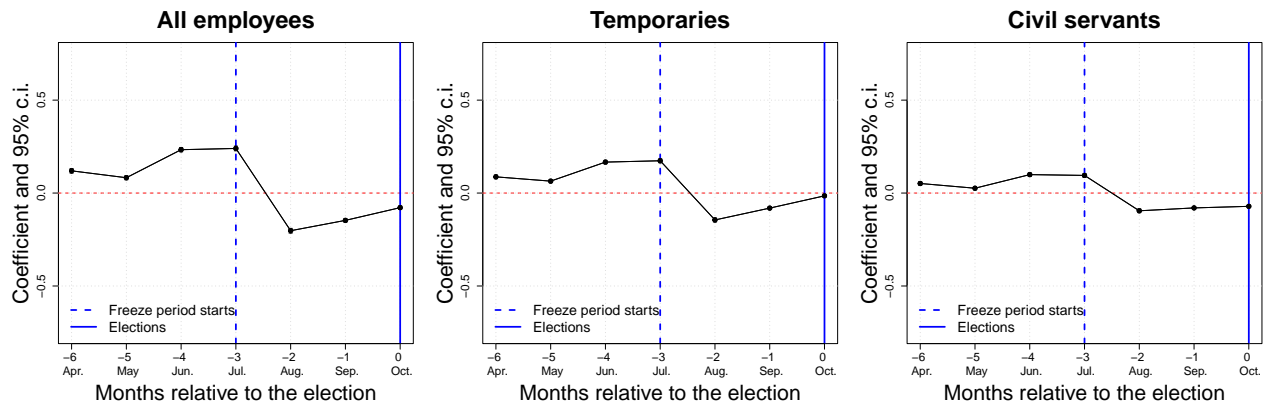 All employees
Coefficient and 95% c.i.
0.5
0.0
−0.5
Freeze period starts
Elections
−6 −5 −4 −3 −2 −1 0
Apr. May Jun. Jul. Aug. Sep. Oct.
Months relative to the election
Temporaries
Coefficient and 95% c.i.
0.5
0.0
−0.5
Freeze period starts
Elections
−6 −5 −4 −3 −2 −1 0
Apr. May Jun. Jul. Aug. Sep. Oct.
Months relative to the election
Civil servants
Coefficient and 95% c.i.
0.5
0.0
−0.5
Freeze period starts
Elections
−6 −5 −4 −3 −2 −1 0
Apr. May Jun. Jul. Aug. Sep. Oct.
Months relative to the election